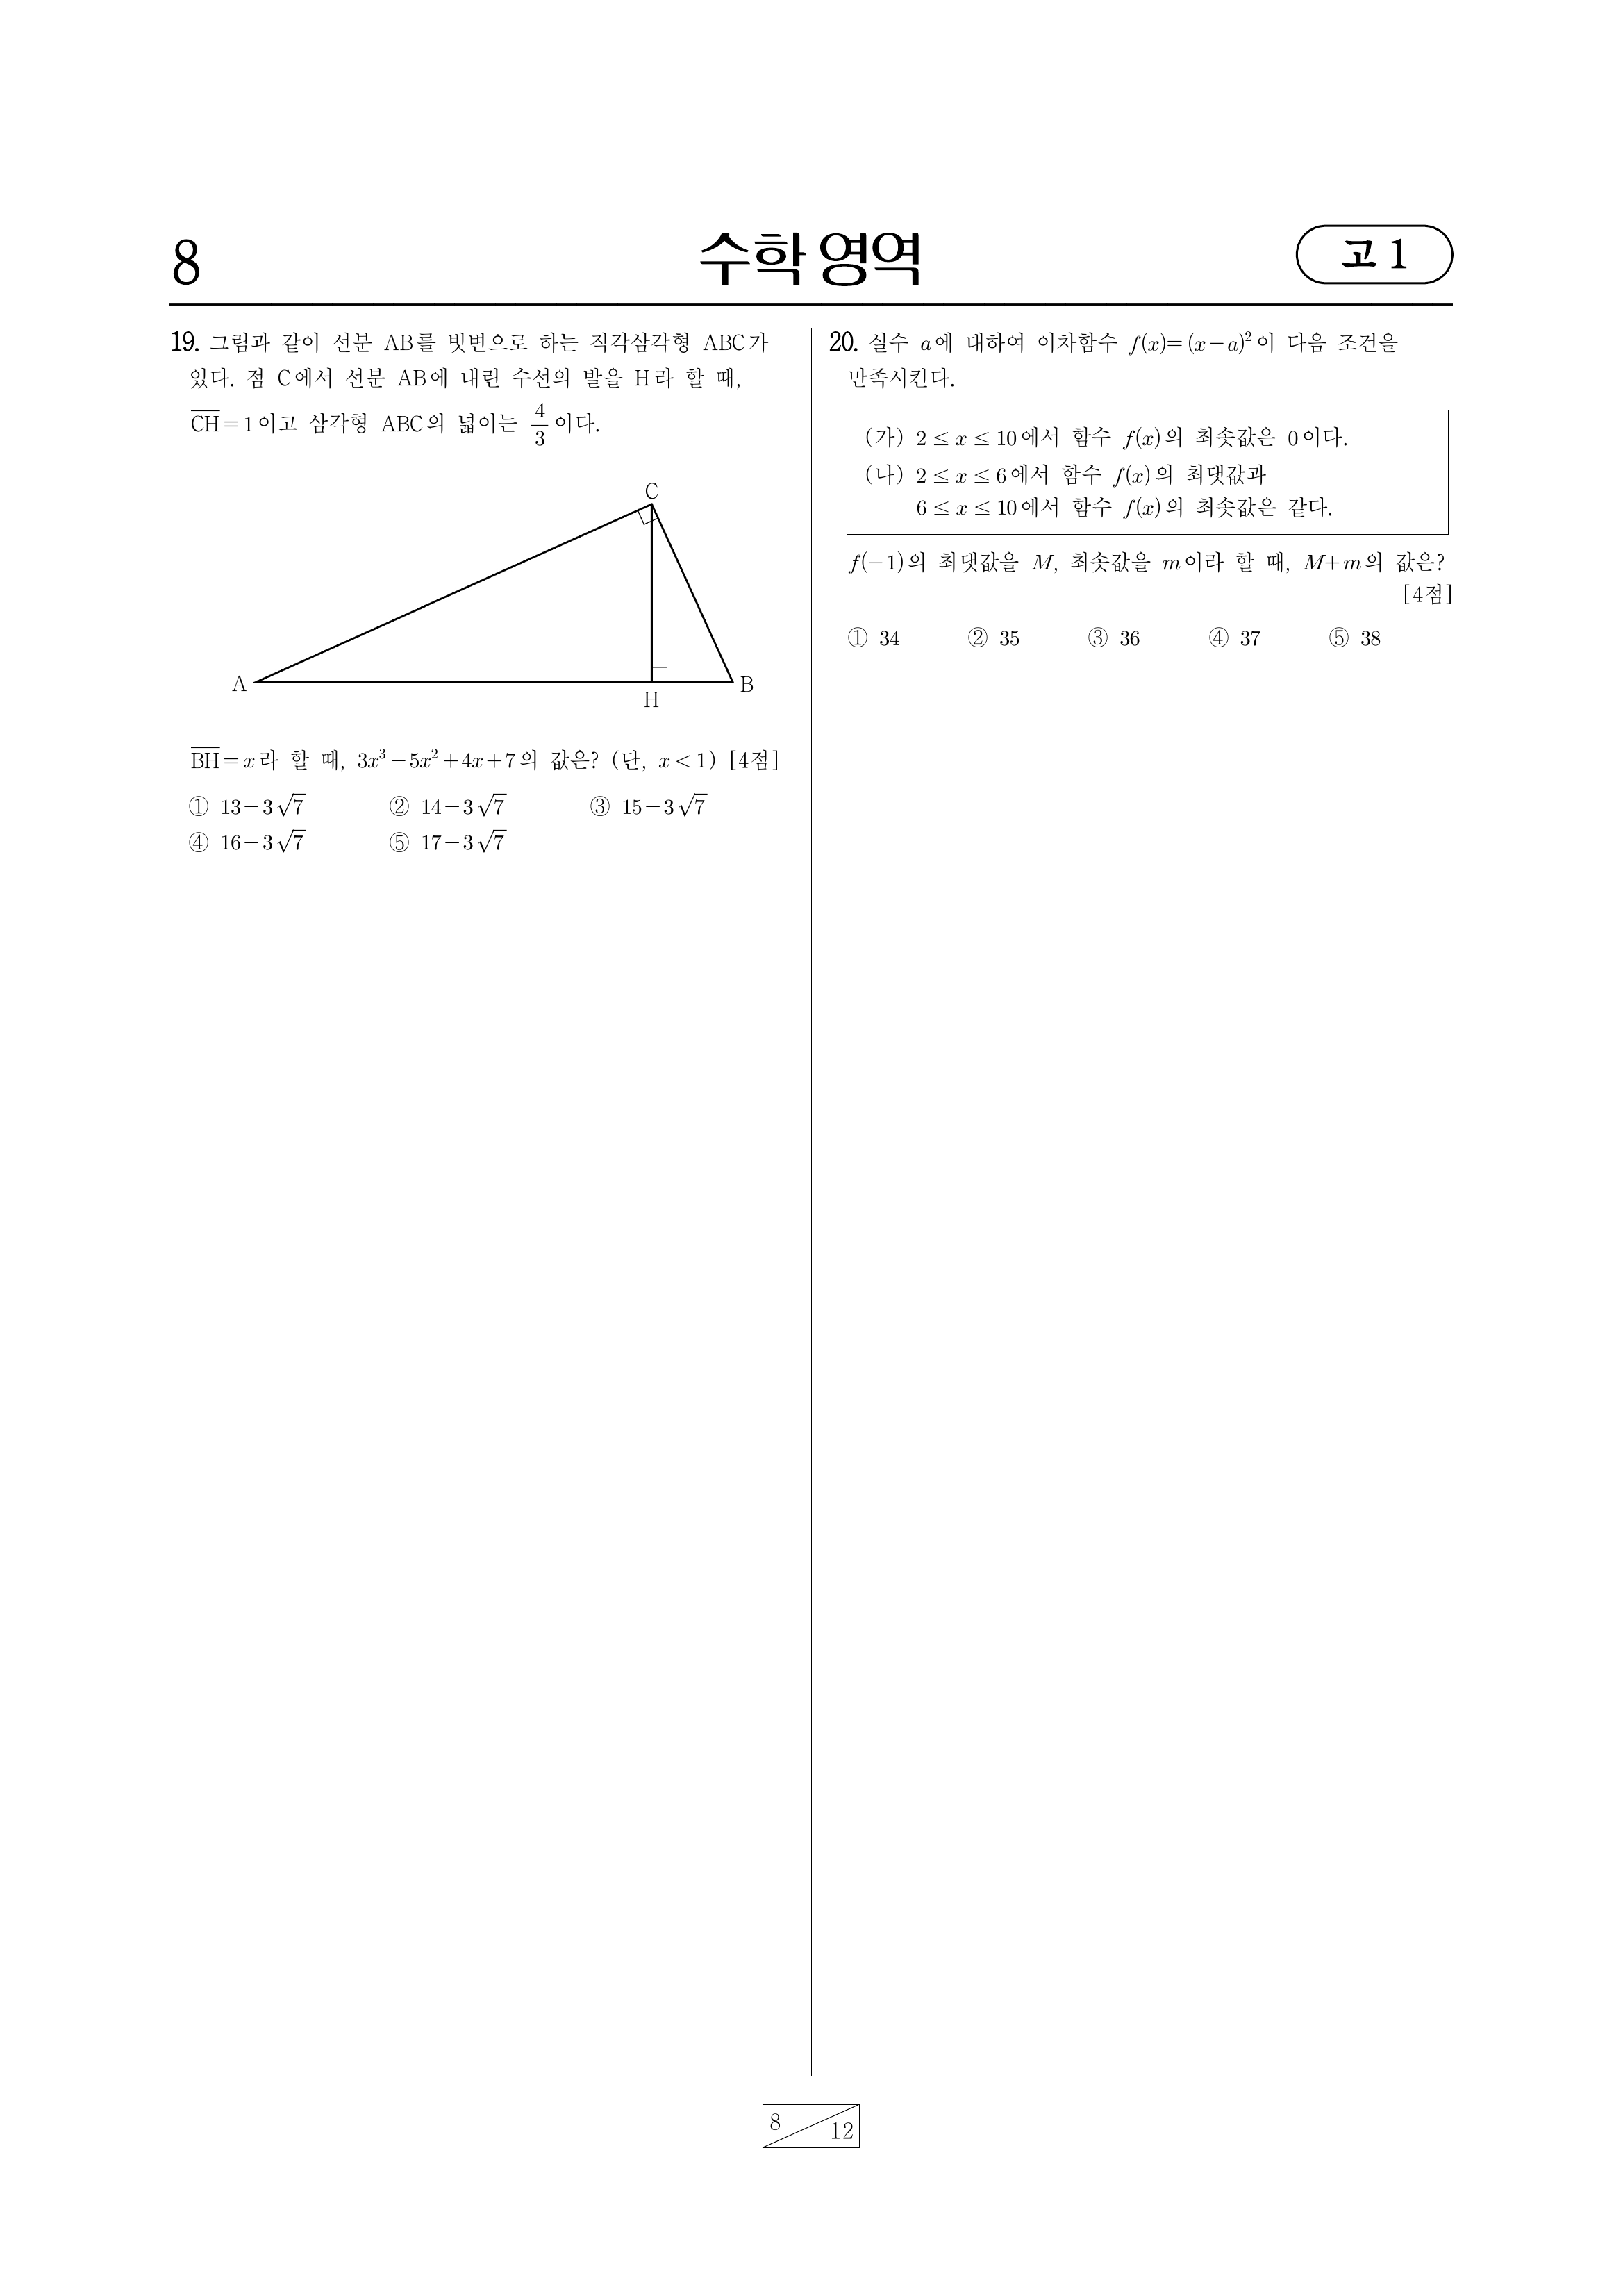 8
수학 영역
고 1
19. 그림과 같이 선분 AB를 빗변으로 하는 직각삼각형 ABC가
있다. 점 C에서 선분 AB에 내린 수선의 발을 H라 할 때,
$\overline{CH}=1$이고 삼각형 ABC의 넓이는 $\frac{4}{3}$이다.
C
A
H
B
$\overline{BH}=x$라 할 때, $3x^3-5x^2+4x+7$의 값은? (단, $x<1$) [4점]
① $13-3\sqrt{7}$ ② $14-3\sqrt{7}$ ③ $15-3\sqrt{7}$
④ $16-3\sqrt{7}$ ⑤ $17-3\sqrt{7}$
20. 실수 $a$에 대하여 이차함수 $f(x)=(x-a)^2$이 다음 조건을
만족시킨다.
(가) $2\leq x\leq 10$에서 함수 $f(x)$의 최솟값은 0이다.
(나) $2\leq x\leq 6$에서 함수 $f(x)$의 최댓값과
$6\leq x\leq 10$에서 함수 $f(x)$의 최솟값은 같다.
$f(-1)$의 최댓값을 $M$, 최솟값을 $m$이라 할 때, $M+m$의 값은?
[4점]
① 34 ② 35 ③ 36 ④ 37 ⑤ 38
8
12